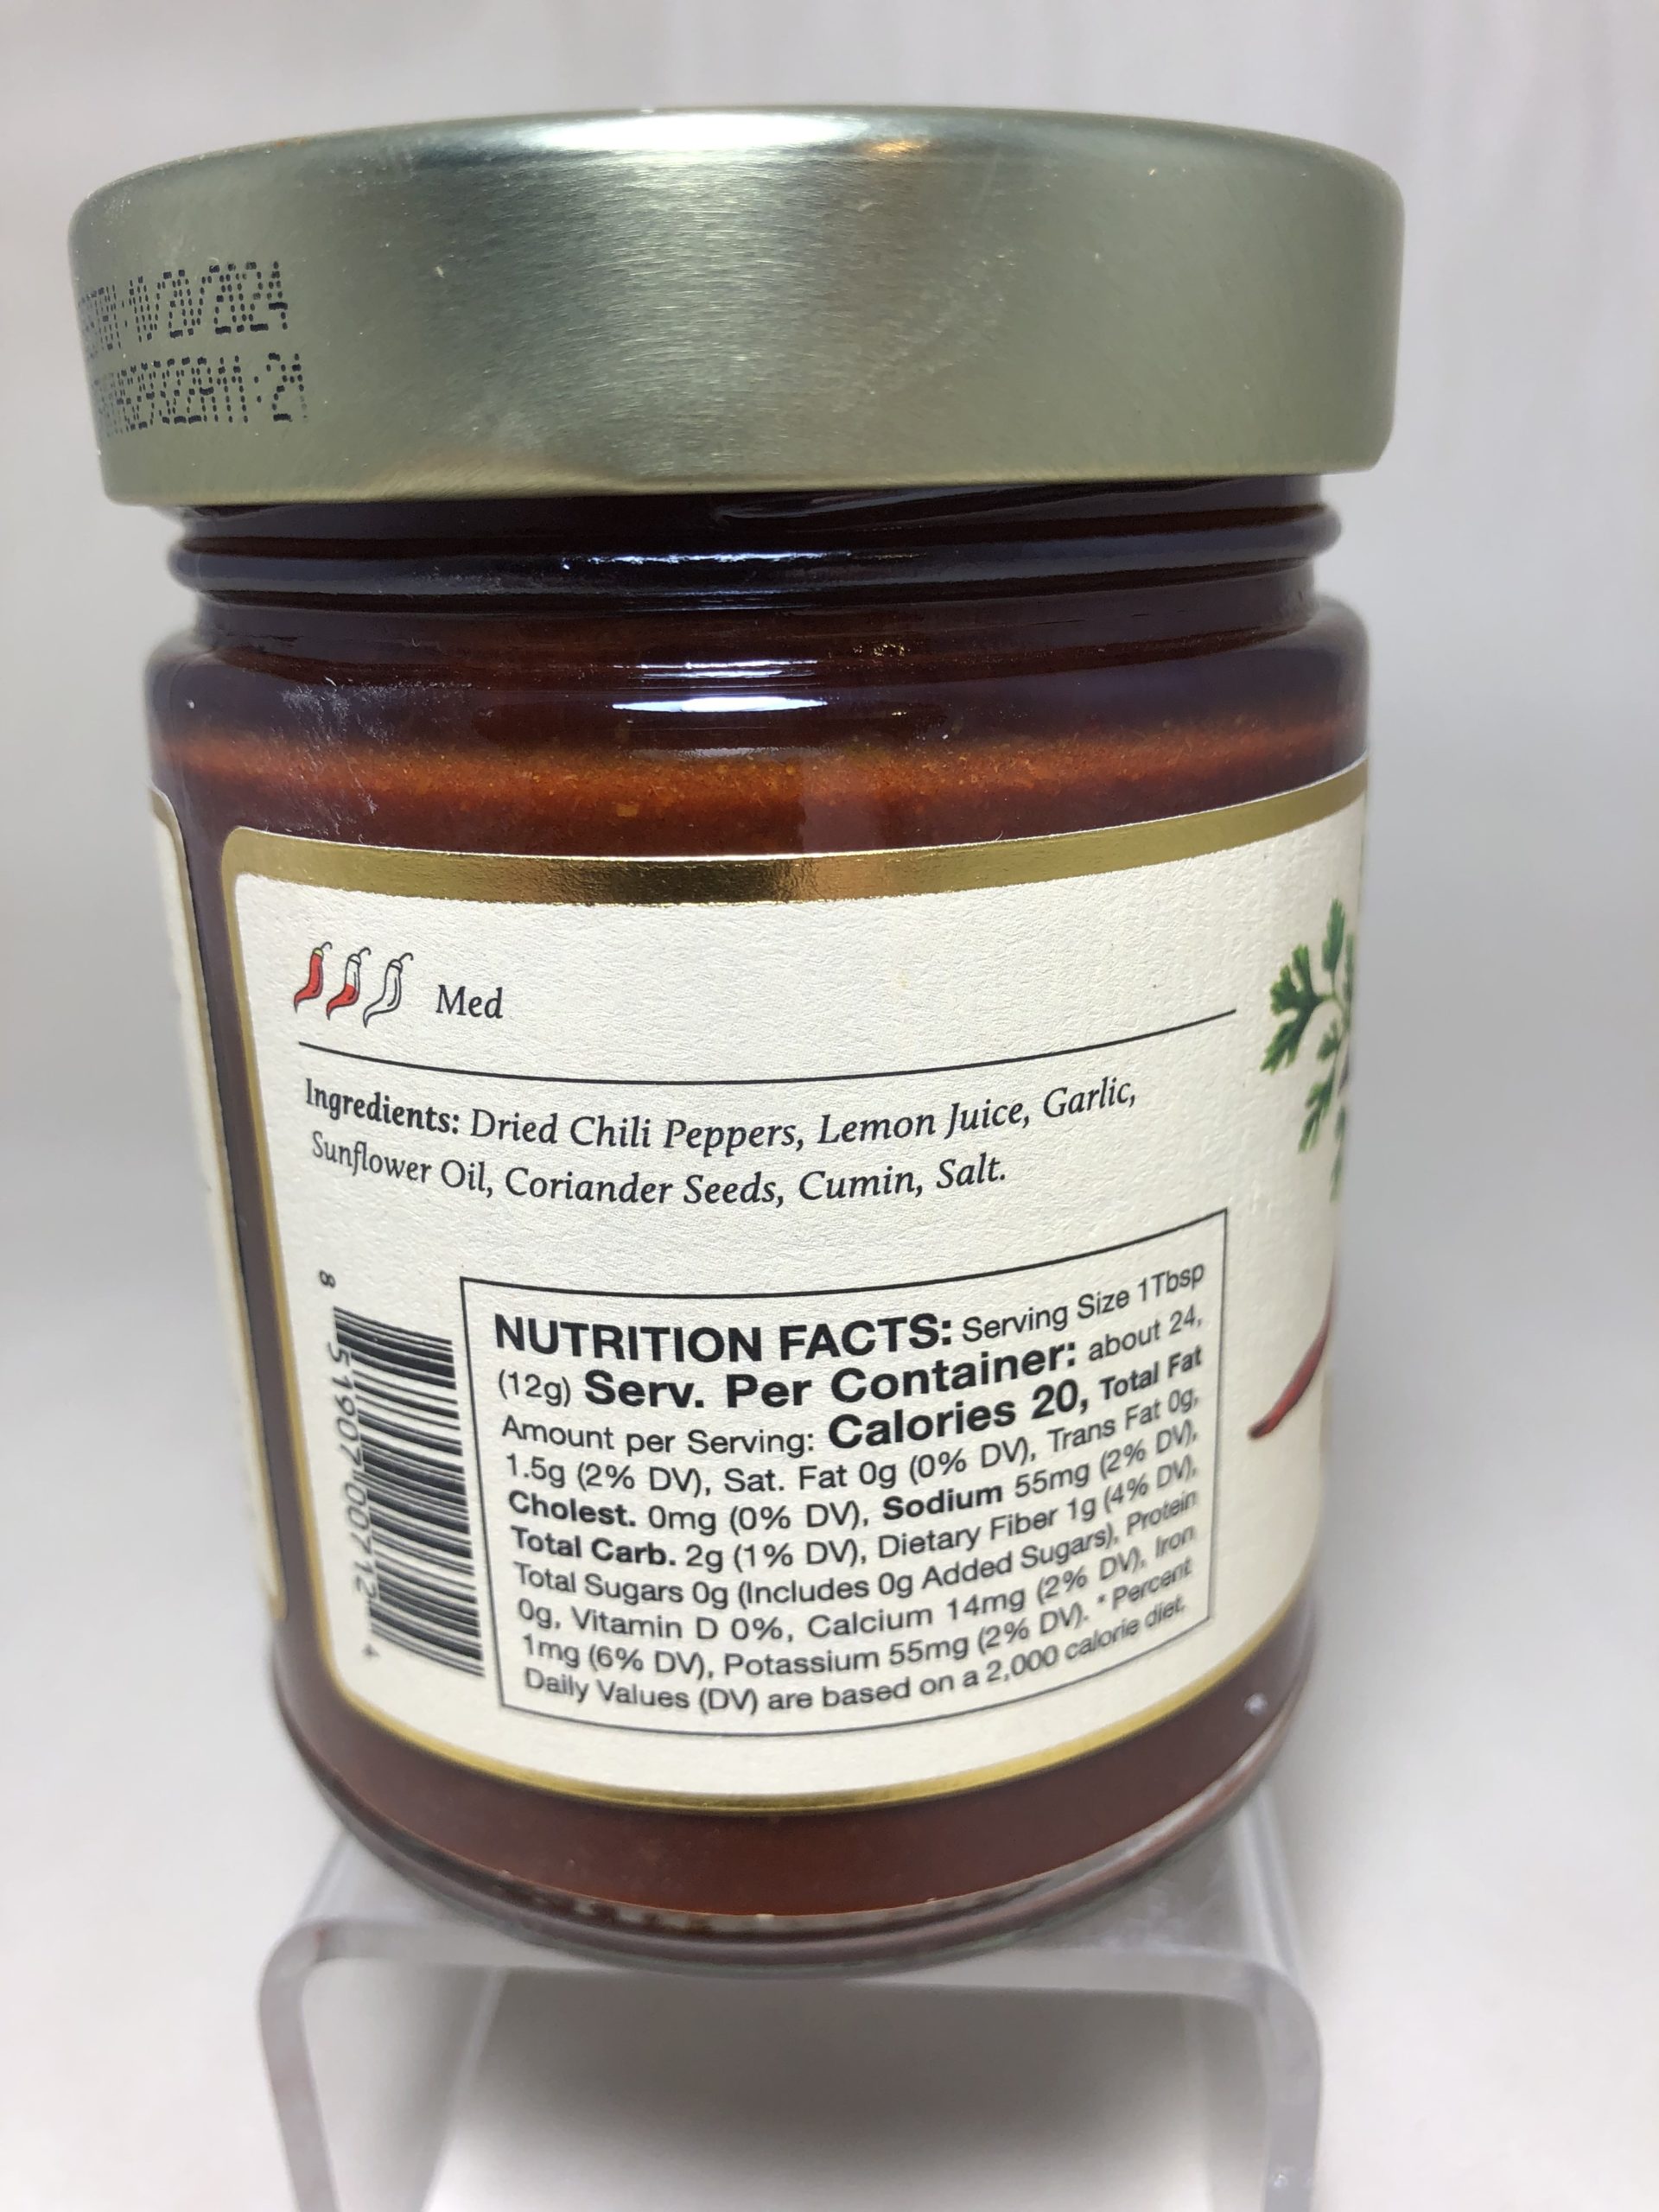 10/20/2024
Med
Ingredients: Dried Chili Peppers, Lemon Juice, Garlic,
Sunflower Oil, Coriander Seeds, Cumin, Salt.
8 51907 00712 4
NUTRITION FACTS: Serving Size 1Tbsp
(12g) Serv. Per Container: about 24,
Amount per Serving: Calories 20, Total Fat
1.5g (2% DV), Sat. Fat 0g (0% DV), Trans Fat 0g,
Cholest. 0mg (0% DV), Sodium 55mg (2% DV),
Total Carb. 2g (1% DV), Dietary Fiber 1g (4% DV),
Total Sugars 0g (Includes 0g Added Sugars), Protein
0g, Vitamin D 0%, Calcium 14mg (2% DV), Iron
1mg (6% DV), Potassium 55mg (2% DV). * Percent
Daily Values (DV) are based on a 2,000 calorie diet.